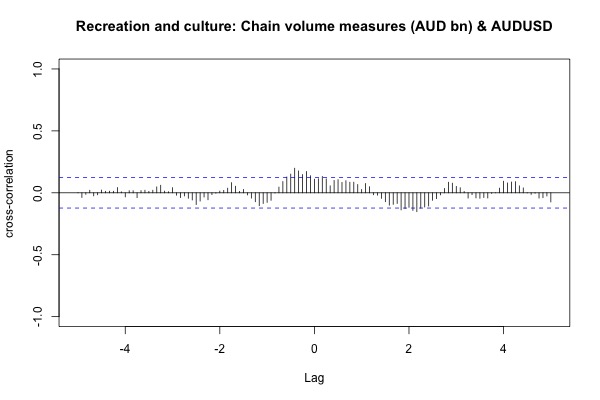 Recreation and culture: Chain volume measures (AUD bn) & AUDUSD
cross-correlation
1.0
0.5
0.0
-0.5
-1.0
-4 -2 0 2 4
Lag